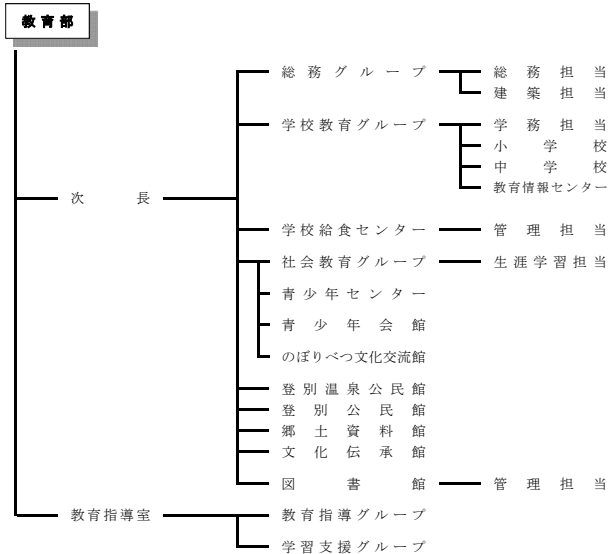 教育部
総務グループ 総務担当
建築担当
学校教育グループ 学務担当
小学校
中学校
教育情報センター
次長
学校給食センター 管理担当
社会教育グループ 生涯学習担当
青少年センター
青少年会館
のぼりべつ文化交流館
登別温泉公民館
登別公民館
郷土資料館
文化伝承館
図書館 管理担当
教育指導室 教育指導グループ
学習支援グループ